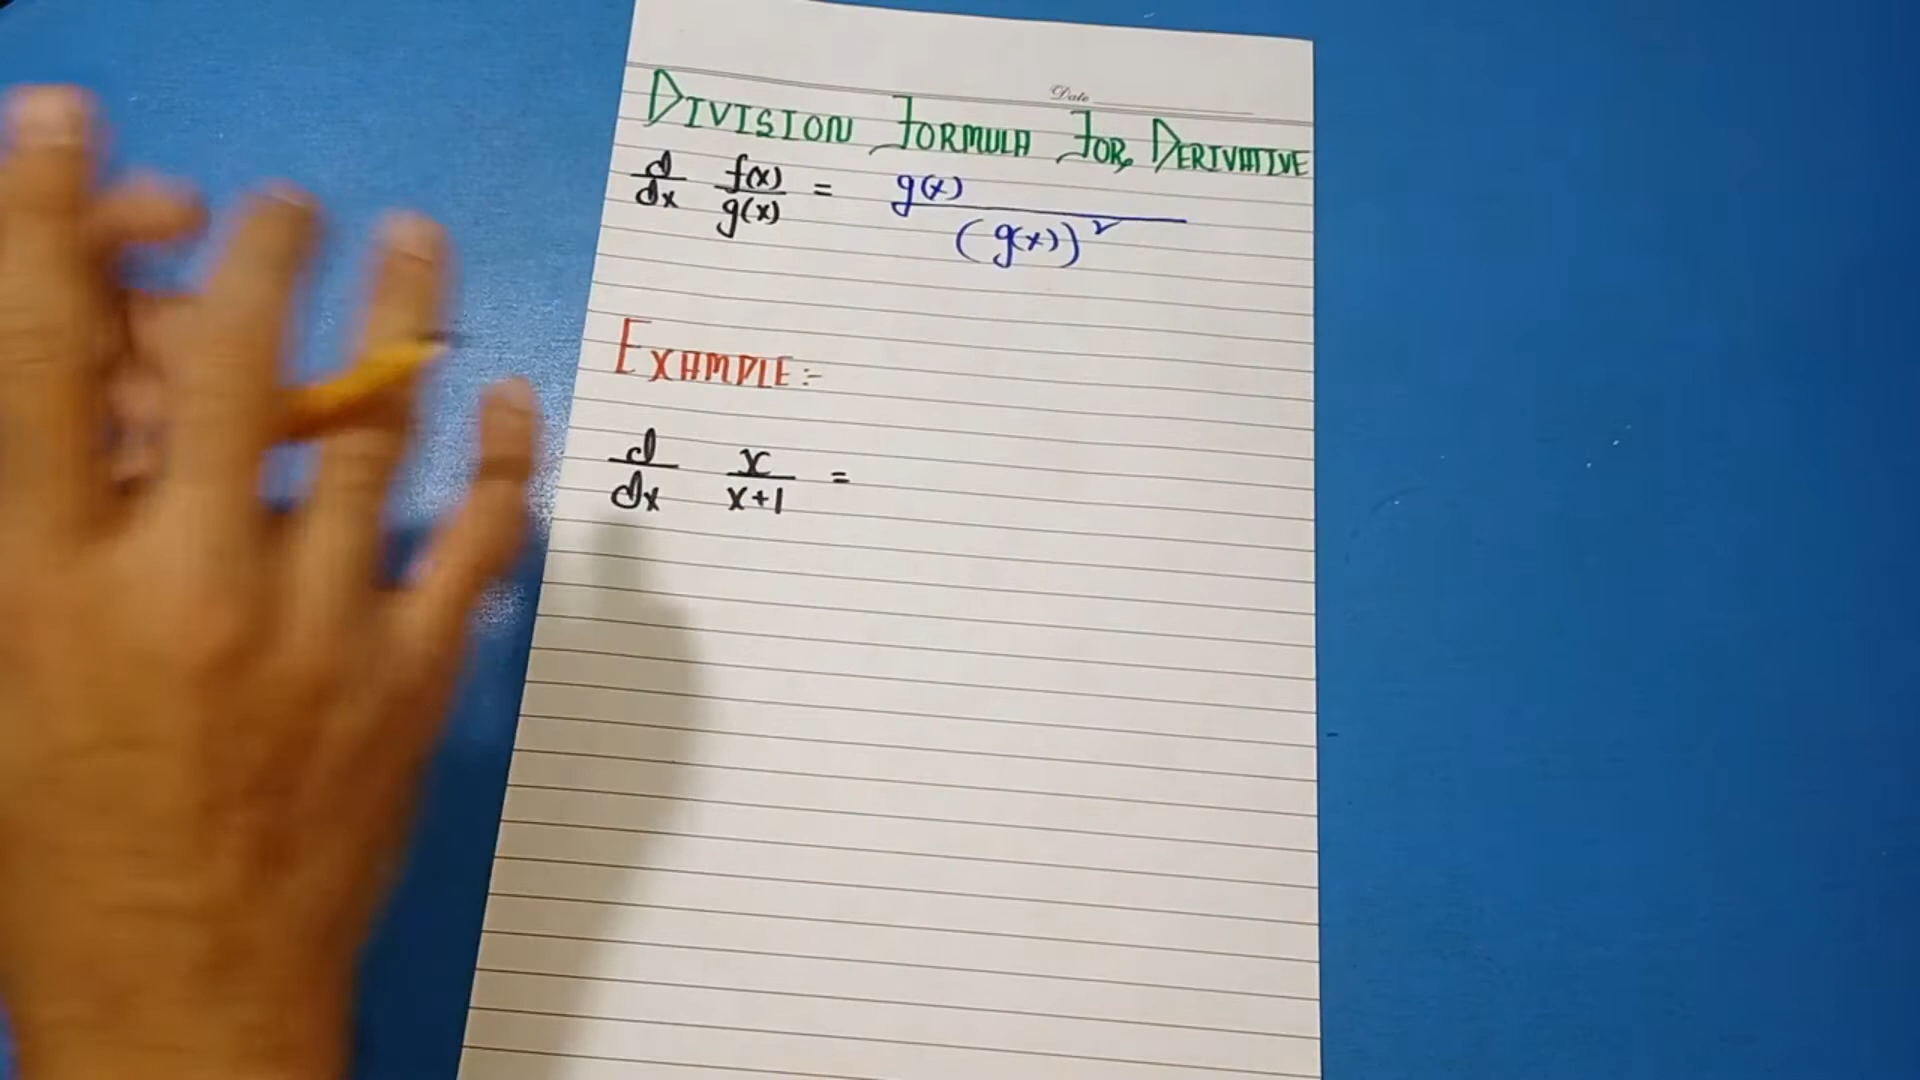 Date
DIVISION FORMULA FOR DERIVATIVE
d/dx f(x)/g(x) = g(x)/(g(x))²
EXAMPLE:-
d/dx x/x+1 =